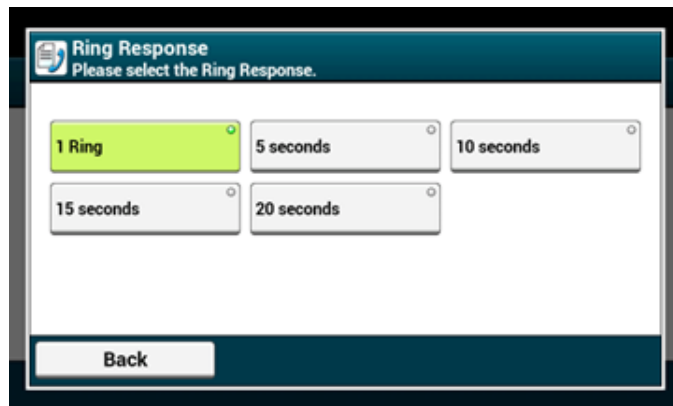 Ring Response
Please select the Ring Response.
1 Ring
5 seconds
10 seconds
15 seconds
20 seconds
Back